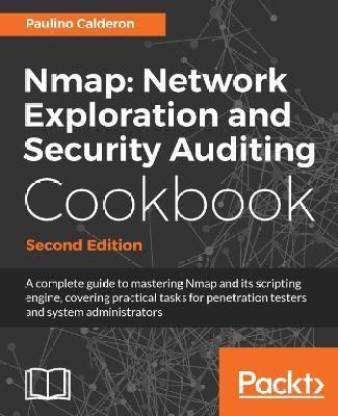 Paulino Calderon
Nmap: Network
Exploration and
Security Auditing
Cookbook
Second Edition
A complete guide to mastering Nmap and its scripting
engine, covering practical tasks for penetration testers
and system administrators
Packt>